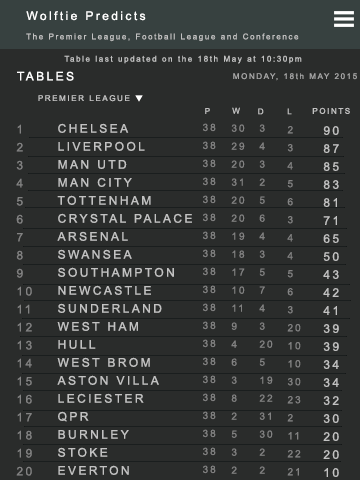 Wolftie Predicts
The Premier League, Football League and Conference
Table last updated on the 18th May at 10:30pm
TABLES MONDAY, 18th MAY 2015
PREMIER LEAGUE ▼
P W D L POINTS
1 CHELSEA 38 30 3 2 90
2 LIVERPOOL 38 29 4 3 87
3 MAN UTD 38 20 3 4 85
4 MAN CITY 38 31 2 5 83
5 TOTTENHAM 38 20 5 6 81
6 CRYSTAL PALACE 38 20 6 3 71
7 ARSENAL 38 19 4 4 65
8 SWANSEA 38 18 3 4 50
9 SOUTHAMPTON 38 17 5 5 43
10 NEWCASTLE 38 10 7 6 42
11 SUNDERLAND 38 11 4 3 41
12 WEST HAM 38 9 3 20 39
13 HULL 38 4 20 10 39
14 WEST BROM 38 6 5 10 34
15 ASTON VILLA 38 3 19 30 34
16 LECIESTER 38 8 22 23 32
17 QPR 38 2 31 2 30
18 BURNLEY 38 5 30 11 20
19 STOKE 38 3 2 22 20
20 EVERTON 38 2 2 21 10